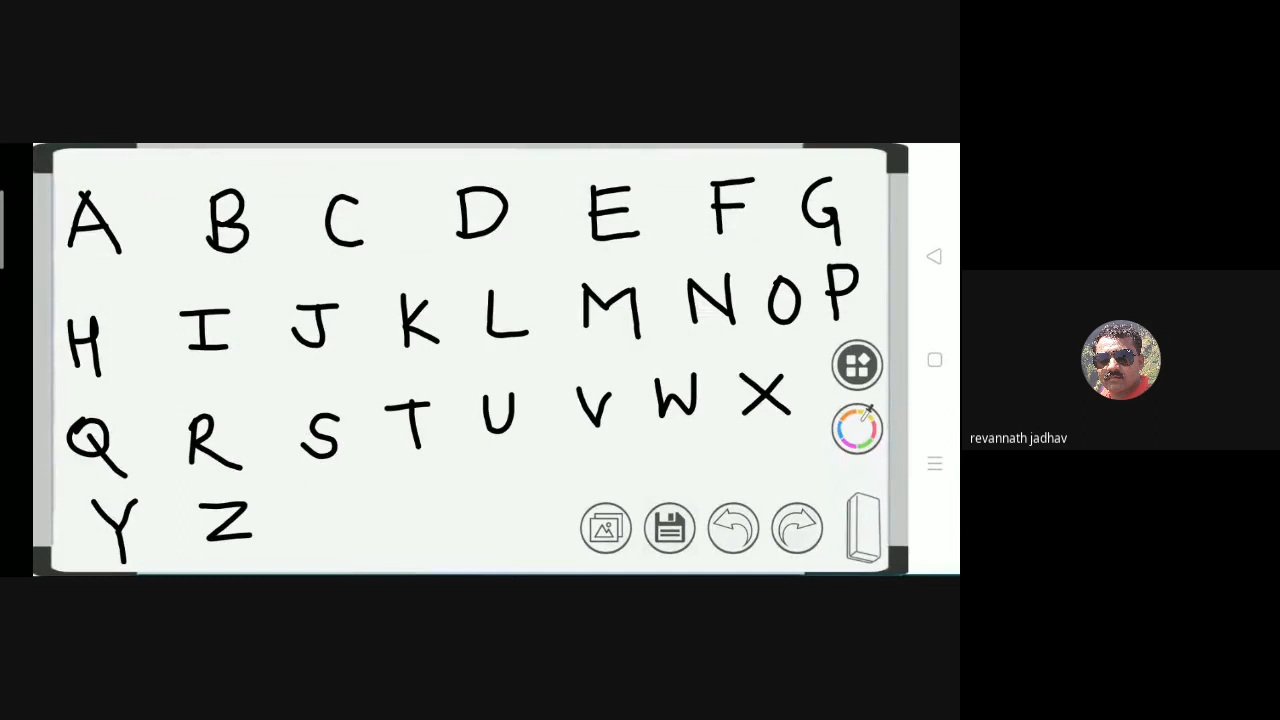 A B C D E F G
H I J K L M N O P
Q R S T U V W X
Y Z
revannath jadhav